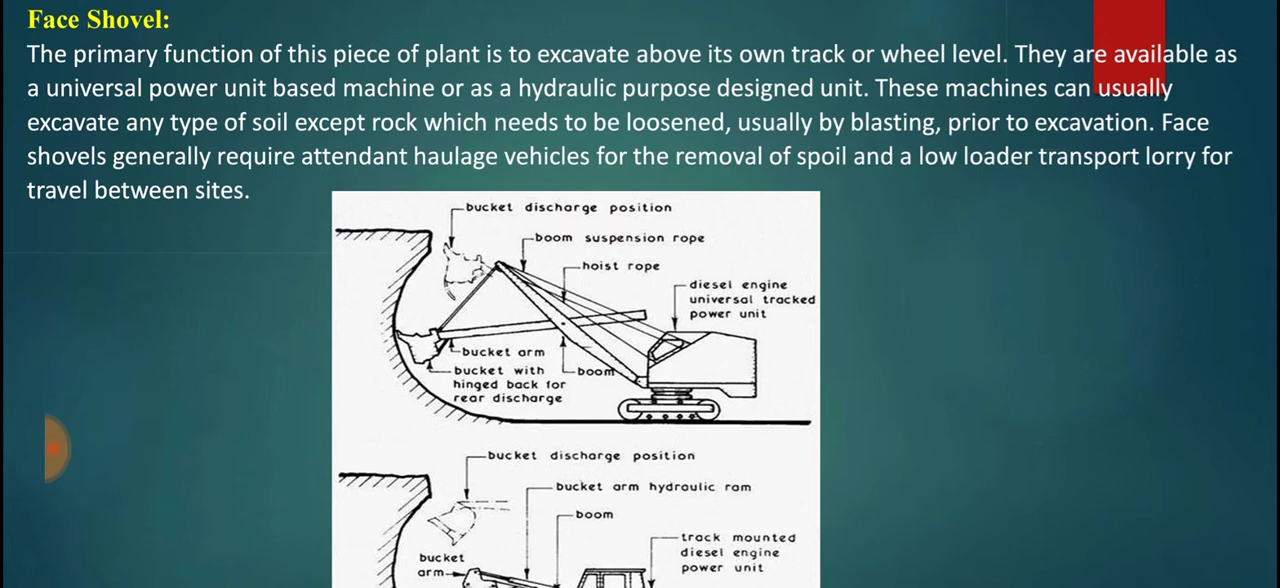 Face Shovel:
The primary function of this piece of plant is to excavate above its own track or wheel level. They are available as
a universal power unit based machine or as a hydraulic purpose designed unit. These machines can usually
excavate any type of soil except rock which needs to be loosened, usually by blasting, prior to excavation. Face
shovels generally require attendant haulage vehicles for the removal of spoil and a low loader transport lorry for
travel between sites.
bucket discharge position
boom suspension rope
hoist rope
diesel engine
universal tracked
power unit
bucket arm
boom
bucket with
hinged back for
rear discharge
bucket discharge position
bucket arm hydraulic ram
boom
track mounted
diesel engine
power unit
bucket
arm